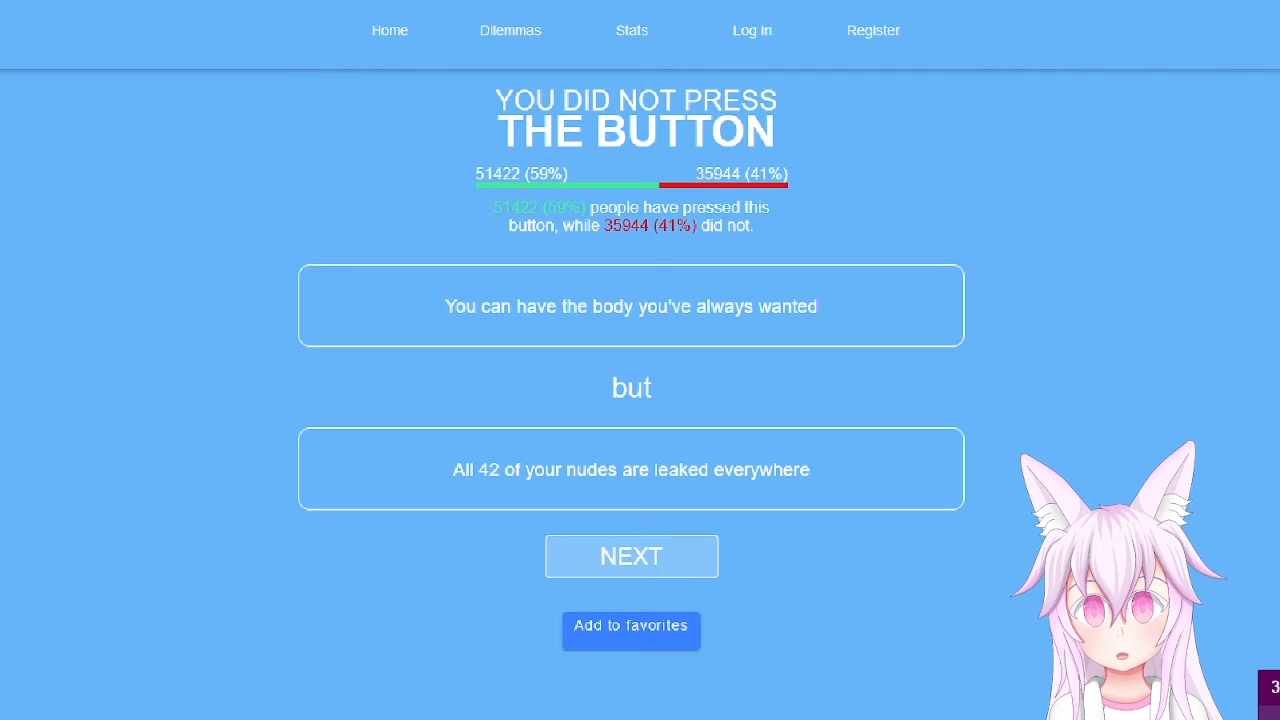 Home Dilemmas Stats Log in Register
YOU DID NOT PRESS
THE BUTTON
51422 (59%) 35944 (41%)
51422 (59%) people have pressed this
button, while 35944 (41%) did not.
You can have the body you've always wanted
but
All 42 of your nudes are leaked everywhere
NEXT
Add to favorites
3